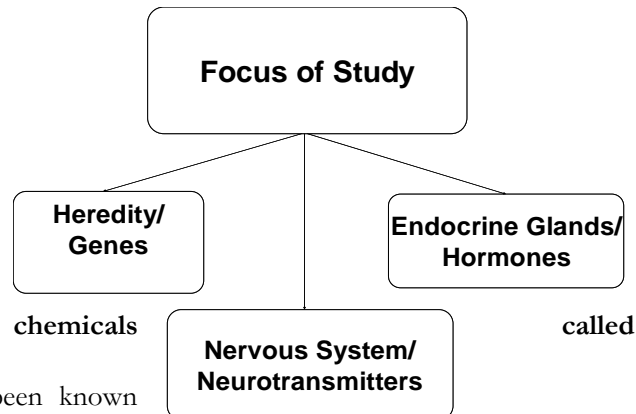 Focus of Study
Heredity/
Genes
Endocrine Glands/
Hormones
chemicals called
Nervous System/
Neurotransmitters
een known